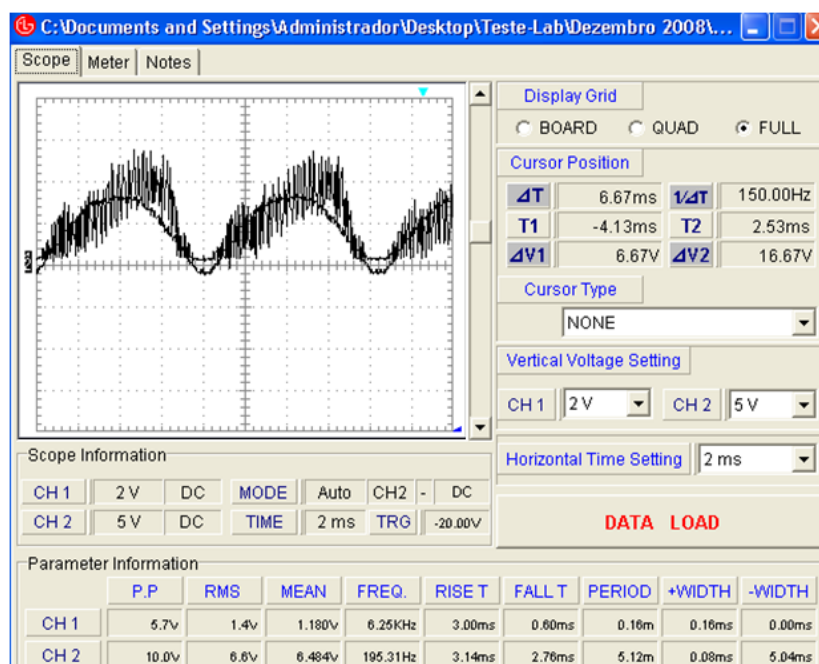 C:\Documents and Settings\Administrador\Desktop\Teste-Lab\Dezembro 2008\...
Scope Meter Notes
Display Grid
BOARD QUAD FULL
Cursor Position
⊿T 6.67ms 1/⊿T 150.00Hz
T1 -4.13ms T2 2.53ms
⊿V1 6.67V ⊿V2 16.67V
Cursor Type
NONE
Vertical Voltage Setting
CH 1 2 V CH 2 5 V
Horizontal Time Setting 2 ms
DATA LOAD
Scope Information
CH 1 2 V DC MODE Auto CH2 - DC
CH 2 5 V DC TIME 2 ms TRG -20.00V
Parameter Information
P.P RMS MEAN FREQ. RISE T FALL T PERIOD +WIDTH -WIDTH
CH 1 5.7V 1.4V 1.180V 6.25KHz 3.00ms 0.60ms 0.16m 0.16ms 0.00ms
CH 2 10.0V 6.6V 6.484V 195.31Hz 3.14ms 2.76ms 5.12m 0.08ms 5.04ms